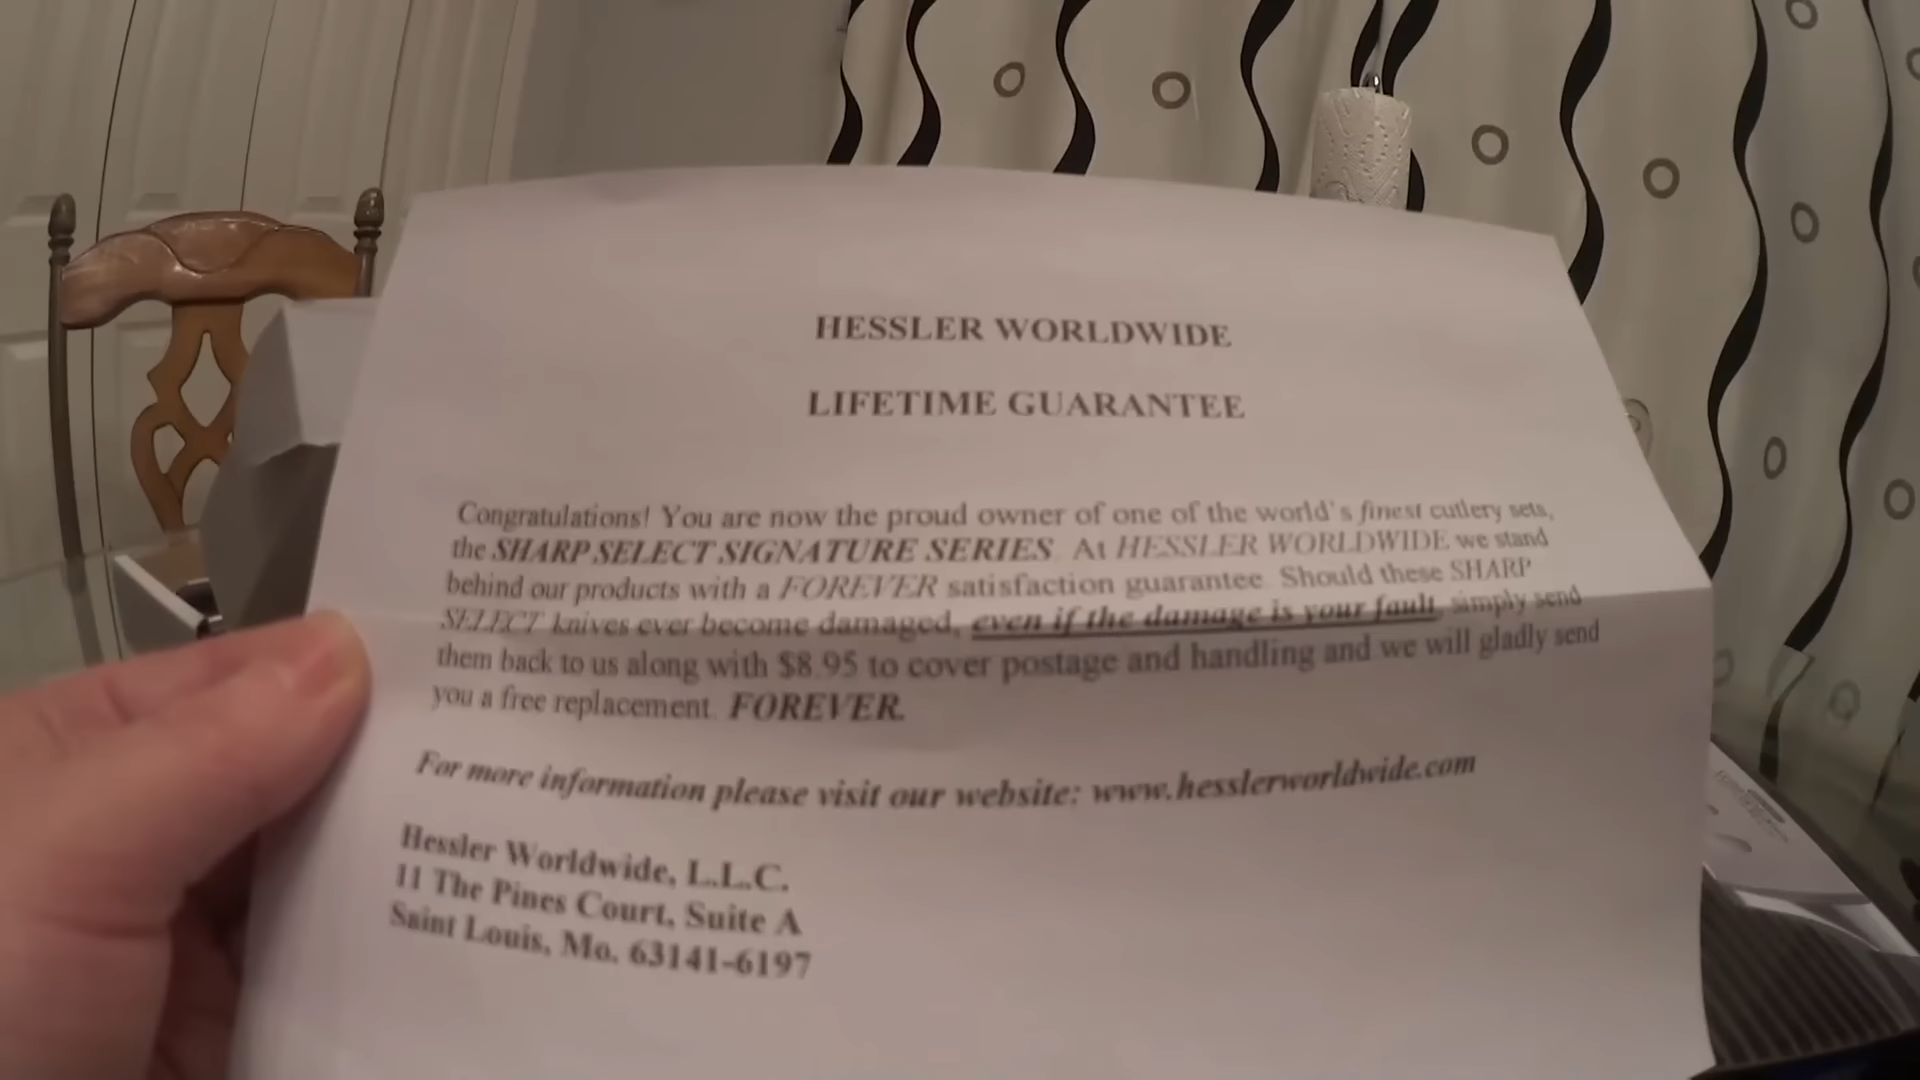 HESSLER WORLDWIDE
LIFETIME GUARANTEE
Congratulations! You are now the proud owner of one of the world's finest cutlery sets,
the SHARP SELECT SIGNATURE SERIES. At HESSLER WORLDWIDE we stand
behind our products with a FOREVER satisfaction guarantee. Should these SHARP
SELECT knives ever become damaged, even if the damage is your fault, simply send
them back to us along with $8.95 to cover postage and handling and we will gladly send
you a free replacement. FOREVER.
For more information please visit our website: www.hesslerworldwide.com
Hessler Worldwide, L.L.C.
11 The Pines Court, Suite A
Saint Louis, Mo. 63141-6197